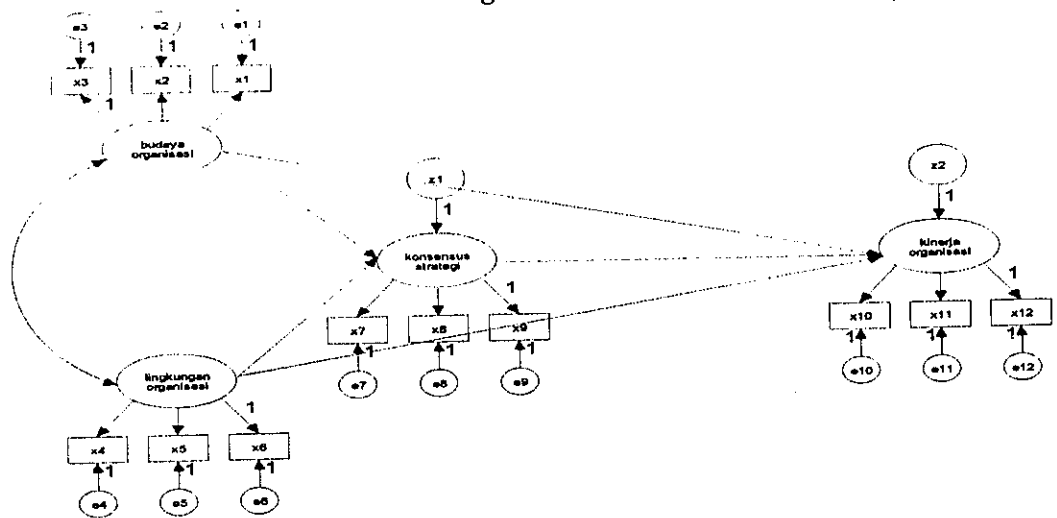 e3 e2 e1
1 1 1
x3 x2 x1
1
budaya
organisasi
z1
1
z2
1
konsensus
strategi
kinerja
organisasi
1
1
x7 x8 x9
1 1 1
e7 e8 e9
x10 x11 x12
1 1 1
e10 e11 e12
lingkungan
organisasi
1
x4 x5 x6
1 1 1
e4 e5 e6